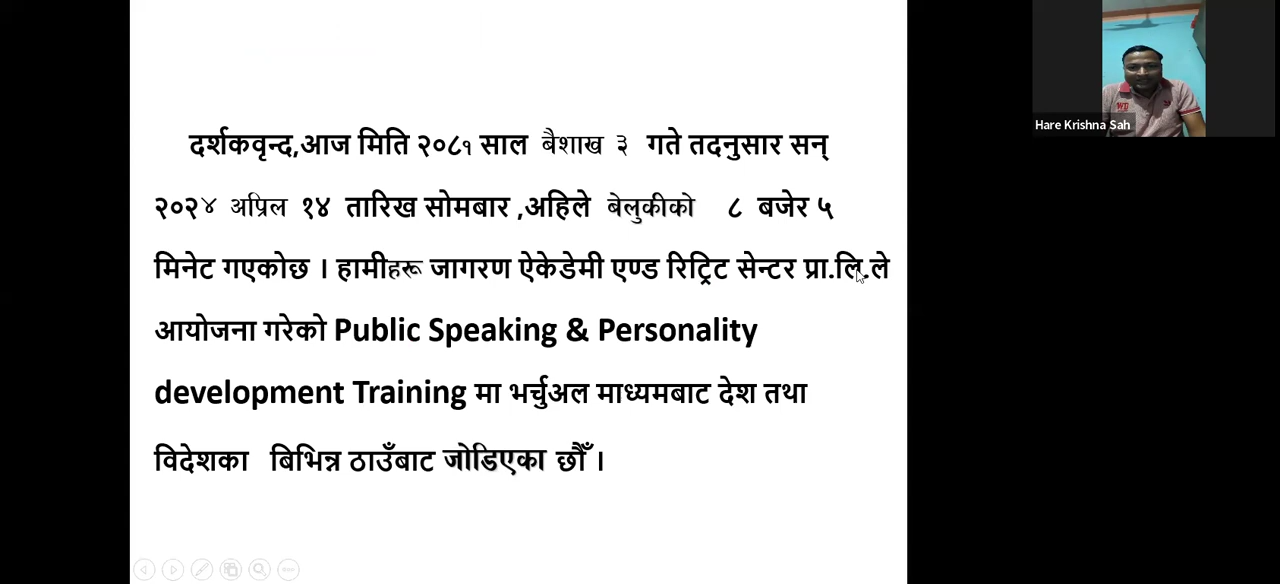 दर्शकवृन्द,आज मिति २०८१ साल बैशाख ३ गते तदनुसार सन्
२०२४ अप्रिल १४ तारिख सोमबार ,अहिले बेलुकीको ८ बजेर ५
मिनेट गएकोछ । हामीहरू जागरण ऐकेडेमी एण्ड रिट्रिट सेन्टर प्रा.लि.ले
आयोजना गरेको Public Speaking & Personality
development Training मा भर्चुअल माध्यमबाट देश तथा
विदेशका बिभिन्न ठाउँबाट जोडिएका छौँ ।
Hare Krishna Sah